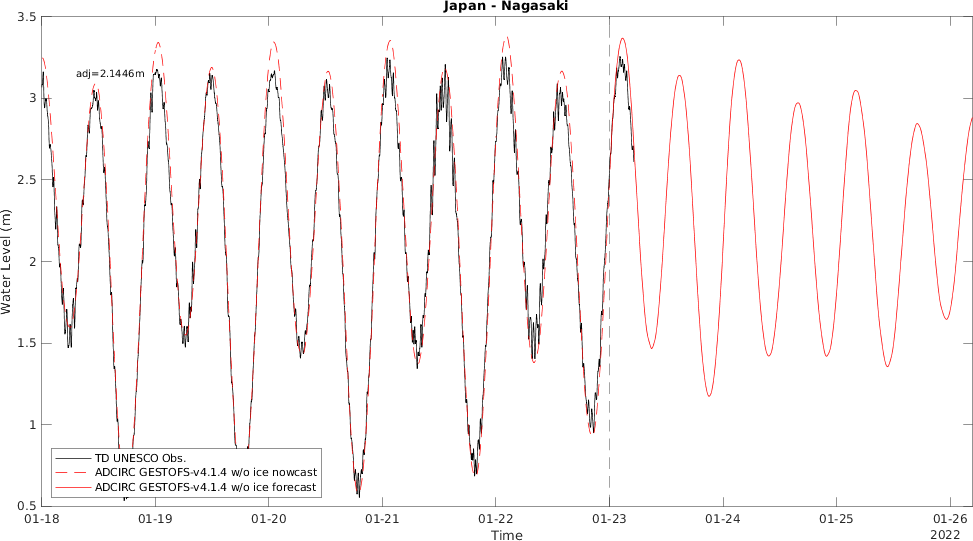 Japan - Nagasaki
3.5
adj=2.1446m
3
2.5
2
1.5
1
0.5
Water Level (m)
TD UNESCO Obs.
ADCIRC GESTOFS-v4.1.4 w/o ice nowcast
ADCIRC GESTOFS-v4.1.4 w/o ice forecast
01-18 01-19 01-20 01-21 01-22 01-23 01-24 01-25 01-26
Time 2022